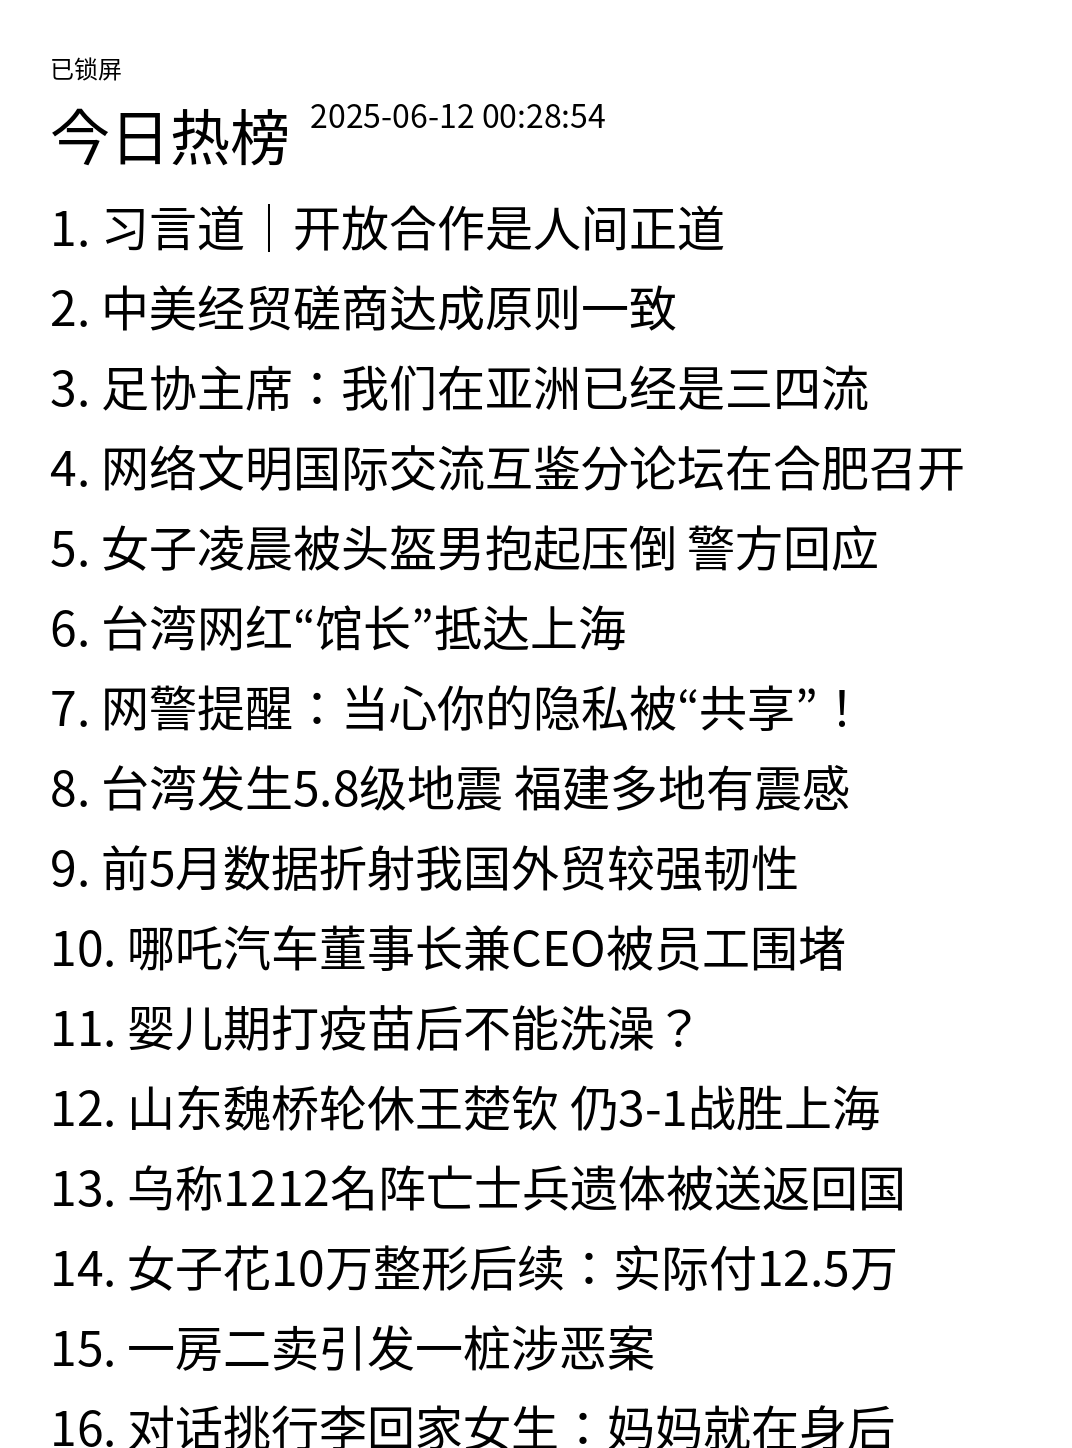 已锁屏
今日热榜 2025-06-12 00:28:54
1. 习言道｜开放合作是人间正道
2. 中美经贸磋商达成原则一致
3. 足协主席：我们在亚洲已经是三四流
4. 网络文明国际交流互鉴分论坛在合肥召开
5. 女子凌晨被头盔男抱起压倒 警方回应
6. 台湾网红“馆长”抵达上海
7. 网警提醒：当心你的隐私被“共享”！
8. 台湾发生5.8级地震 福建多地有震感
9. 前5月数据折射我国外贸较强韧性
10. 哪吒汽车董事长兼CEO被员工围堵
11. 婴儿期打疫苗后不能洗澡？
12. 山东魏桥轮休王楚钦 仍3-1战胜上海
13. 乌称1212名阵亡士兵遗体被送返回国
14. 女子花10万整形后续：实际付12.5万
15. 一房二卖引发一桩涉恶案
16. 对话挑行李回家女生：妈妈就在身后